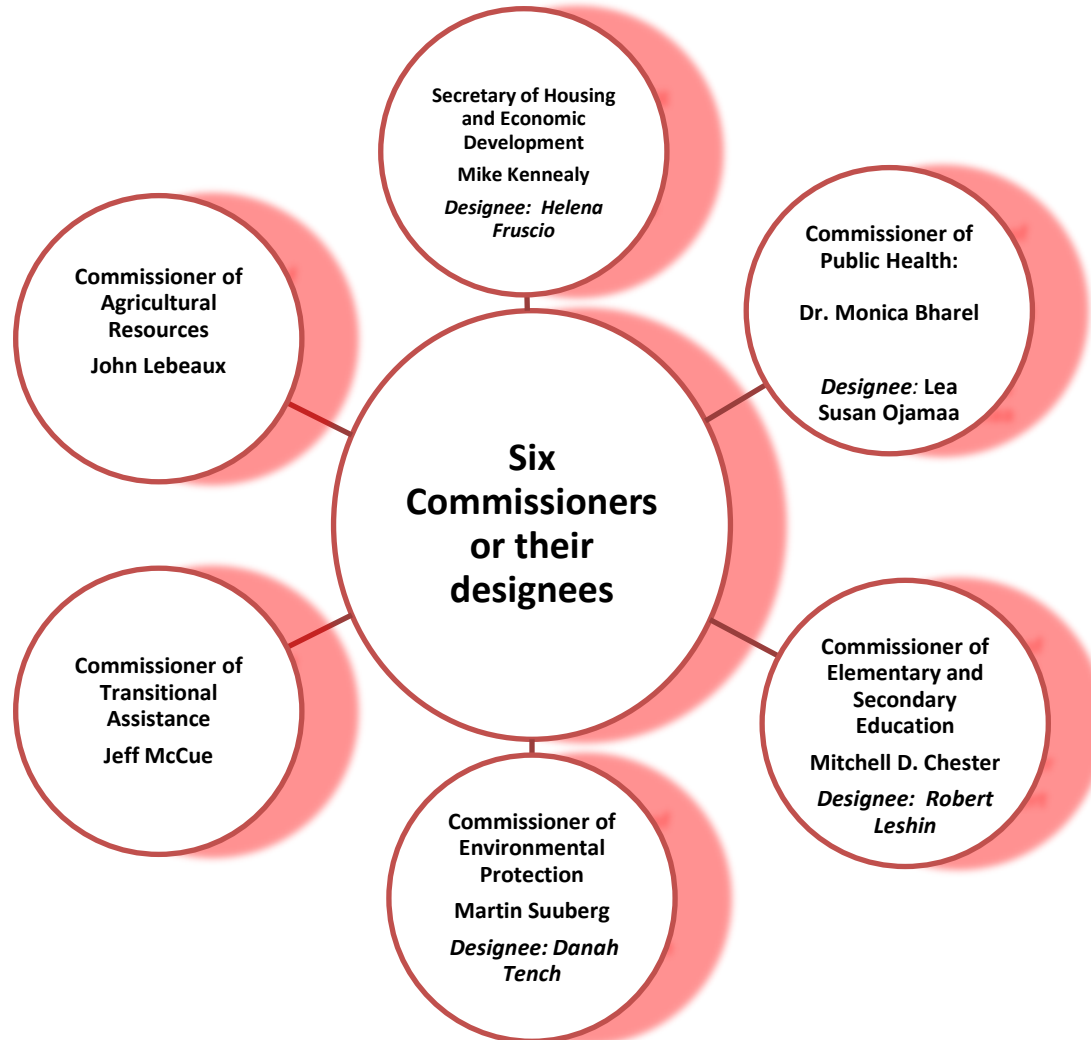 Secretary of Housing
and Economic
Development
Mike Kennealy
Designee: Helena
Fruscio
Commissioner of
Public Health:
Dr. Monica Bharel
Designee: Lea
Susan Ojamaa
Commissioner of
Elementary and
Secondary
Education
Mitchell D. Chester
Designee: Robert
Leshin
Commissioner of
Environmental
Protection
Martin Suuberg
Designee: Danah
Tench
Commissioner of
Transitional
Assistance
Jeff McCue
Commissioner of
Agricultural
Resources
John Lebeaux
Six
Commissioners
or their
designees